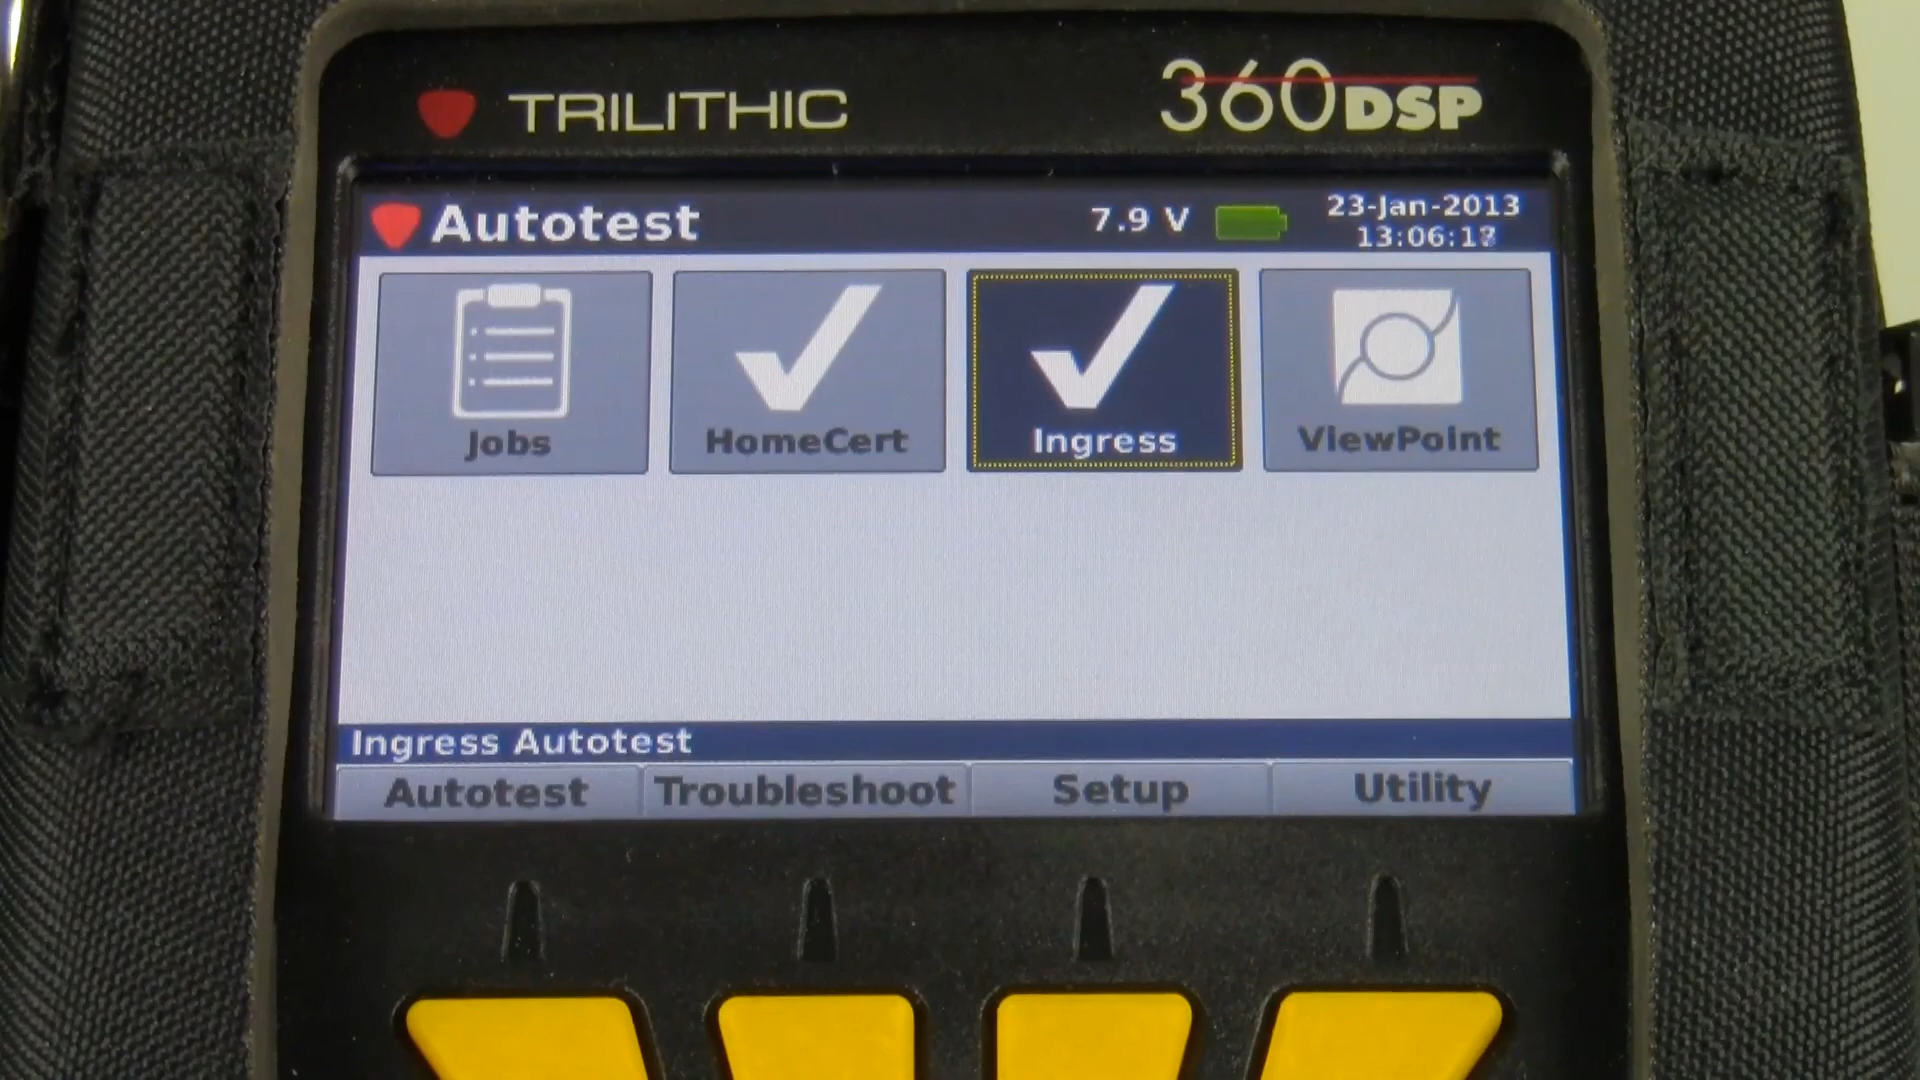 TRILITHIC 360DSP
Autotest 7.9 V 23-Jan-2013
Jobs HomeCert Ingress ViewPoint
Ingress Autotest
Autotest Troubleshoot Setup Utility